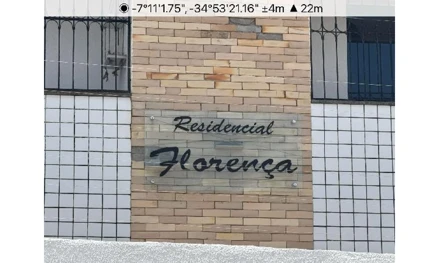 -7°11'1.75", -34°53'21.16" ±4m ▲ 22m
Residencial
Florença